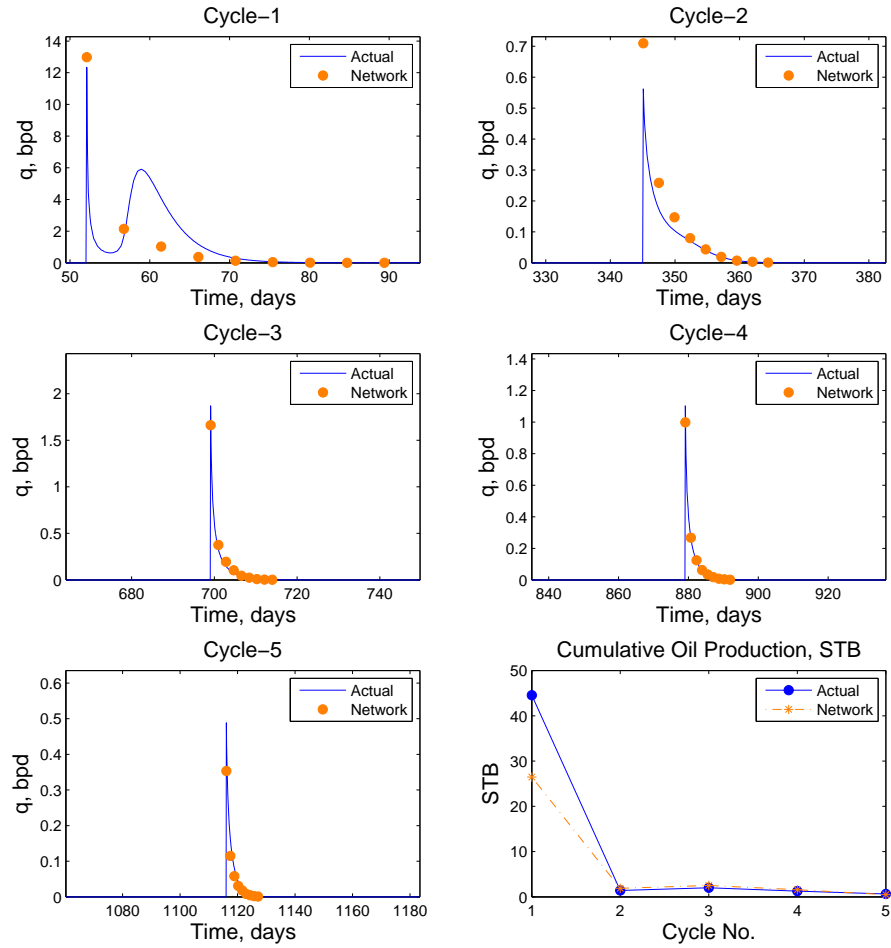 Cycle−1
14
12
10
8
6
4
2
0
q, bpd
50 60 70 80 90
Time, days
Actual
Network
Cycle−2
0.7
0.6
0.5
0.4
0.3
0.2
0.1
0
q, bpd
330 340 350 360 370 380
Time, days
Actual
Network
Cycle−3
2
1.5
1
0.5
0
q, bpd
680 700 720 740
Time, days
Actual
Network
Cycle−4
1.4
1.2
1
0.8
0.6
0.4
0.2
0
q, bpd
840 860 880 900 920
Time, days
Actual
Network
Cycle−5
0.6
0.5
0.4
0.3
0.2
0.1
0
q, bpd
1080 1100 1120 1140 1160 1180
Time, days
Actual
Network
Cumulative Oil Production, STB
50
40
30
20
10
0
STB
1 2 3 4 5
Cycle No.
Actual
Network